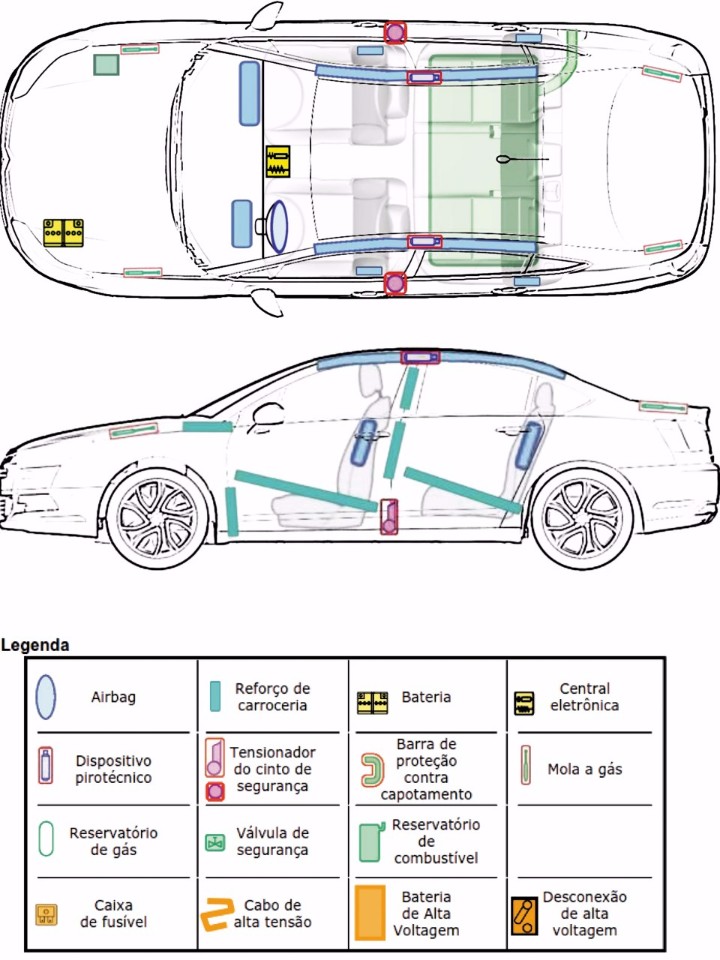 Legenda
Airbag
Reforço de
carroceria
Bateria
Central
eletrônica
Dispositivo
pirotécnico
Tensionador
do cinto de
segurança
Barra de
proteção
contra
capotamento
Mola a gás
Reservatório
de gás
Válvula de
segurança
Reservatório
de
combustível
Caixa
de fusível
Cabo de
alta tensão
Bateria
de Alta
Voltagem
Desconexão
de alta
voltagem